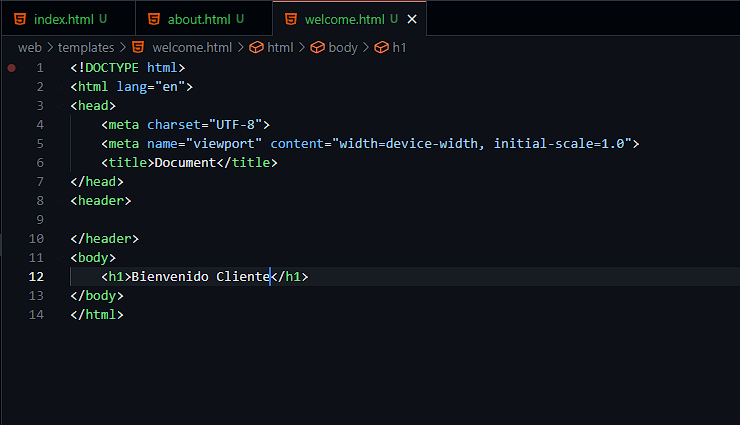 index.html U about.html U welcome.html U
web > templates > welcome.html > html > body > h1
1 <!DOCTYPE html>
2 <html lang="en">
3 <head>
4 <meta charset="UTF-8">
5 <meta name="viewport" content="width=device-width, initial-scale=1.0">
6 <title>Document</title>
7 </head>
8 <header>
9
10 </header>
11 <body>
12 <h1>Bienvenido Cliente</h1>
13 </body>
14 </html>